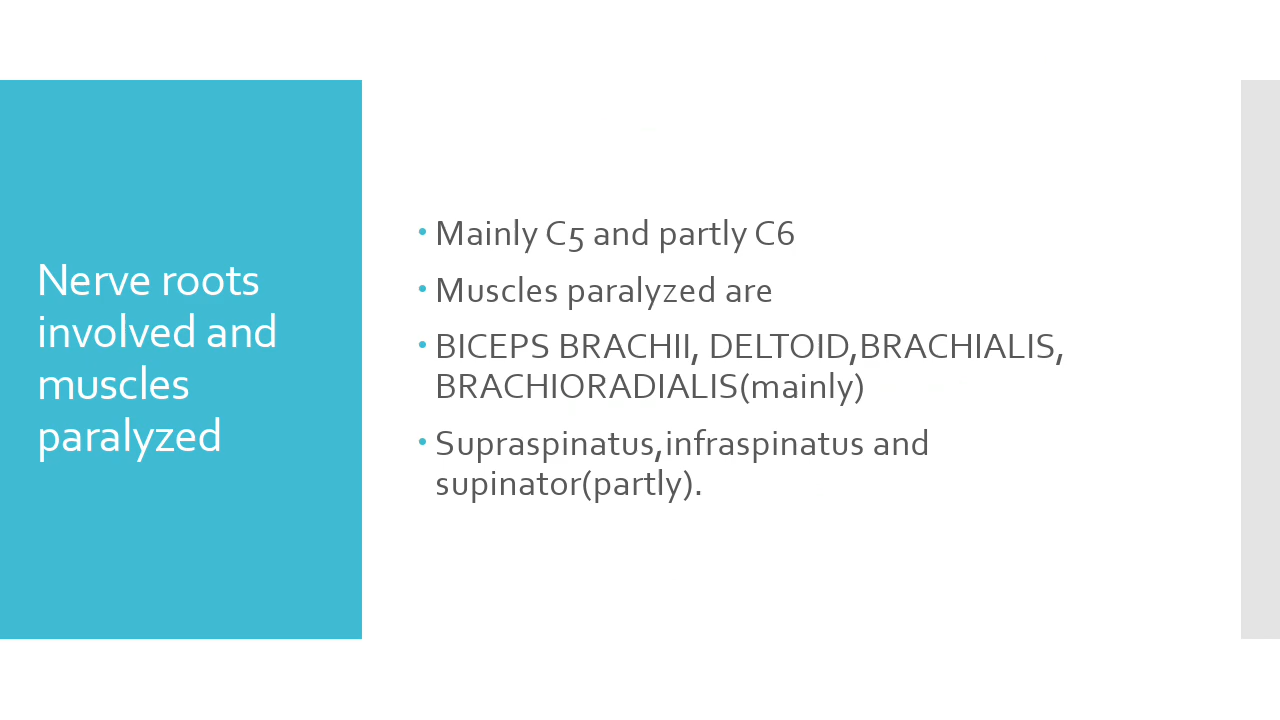 Nerve roots
involved and
muscles
paralyzed
• Mainly C5 and partly C6
• Muscles paralyzed are
• BICEPS BRACHII, DELTOID,BRACHIALIS,
BRACHIORADIALIS(mainly)
• Supraspinatus,infraspinatus and
supinator(partly).